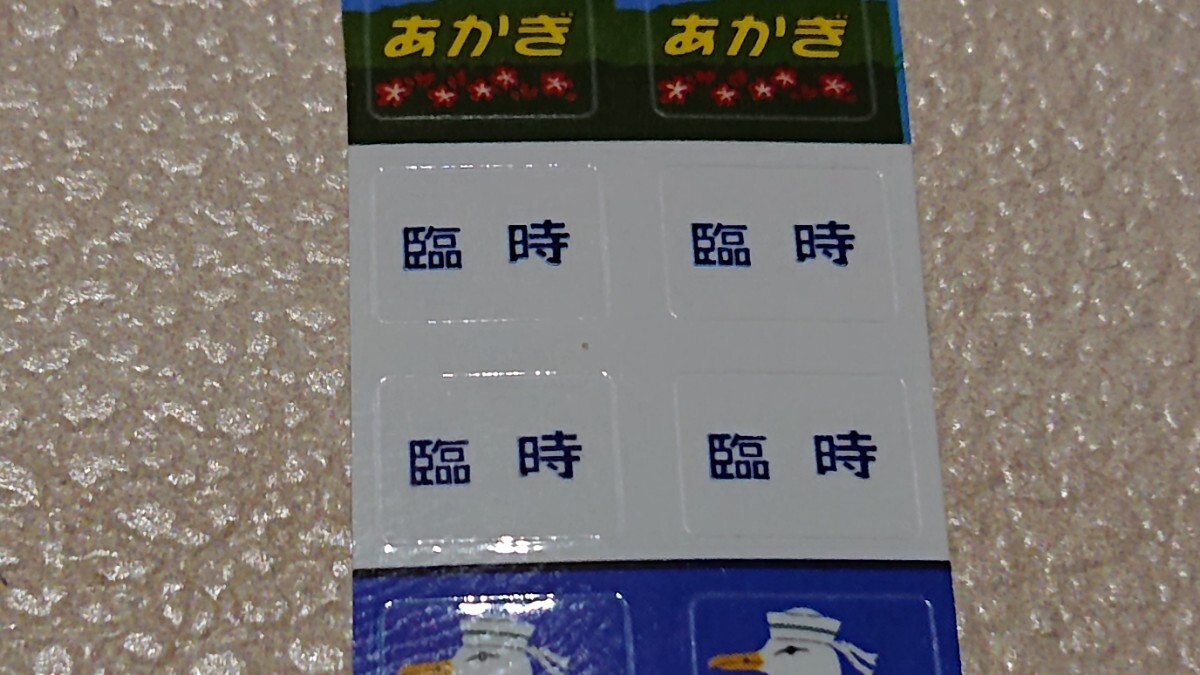 あかぎ あかぎ
臨 時 臨 時
臨 時 臨 時